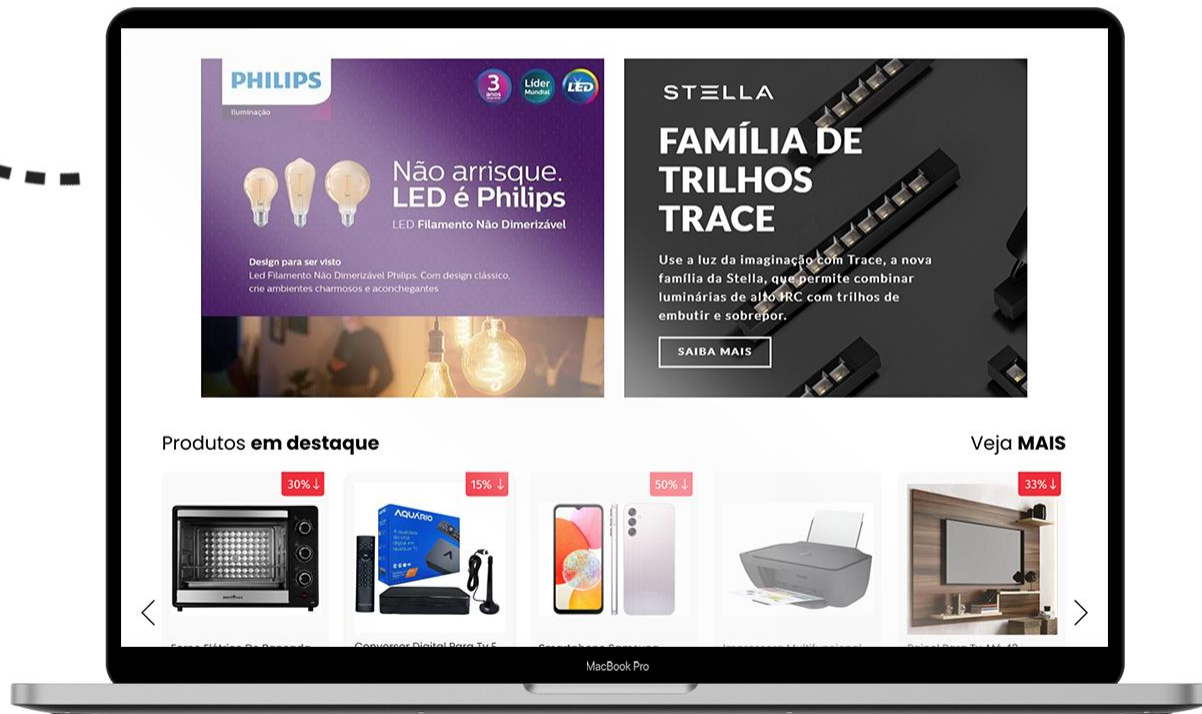 PHILIPS
Iluminação
3
anos
Líder
Mundial
LED
Não arrisque.
LED é Philips
LED Filamento Não Dimerizável
Design para ser visto
Led Filamento Não Dimerizável Philips. Com design clássico,
crie ambientes charmosos e aconchegantes
STELLA
FAMÍLIA DE
TRILHOS
TRACE
Use a luz da imaginação com Trace, a nova
família da Stella, que permite combinar
luminárias de alto IRC com trilhos de
embutir e sobrepor.
SAIBA MAIS
Produtos em destaque
Veja MAIS
30% ↓
15% ↓
50% ↓
33% ↓
AQUÁRIO
MacBook Pro